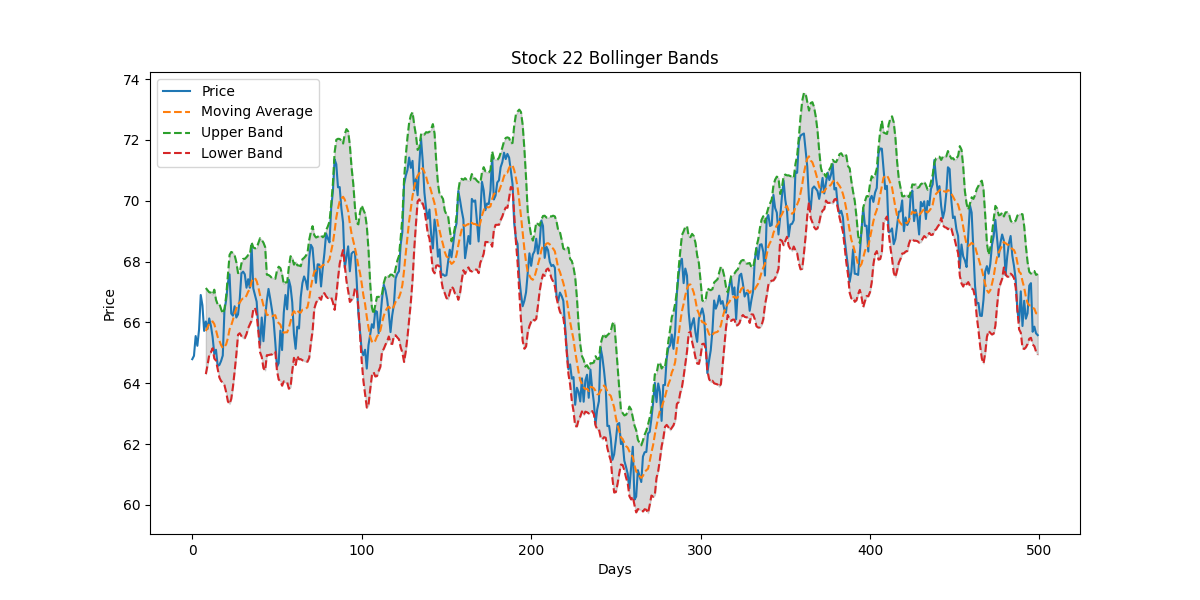 Stock 22 Bollinger Bands
Price
Moving Average
Upper Band
Lower Band
74
72
70
68
66
64
62
60
Price
0
100
200
300
400
500
Days